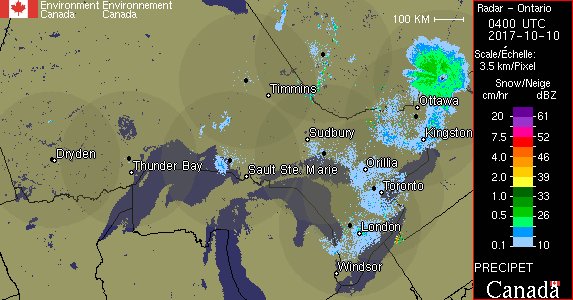 Environment Environnement
Canada Canada
100 KM
Timmins
Ottawa
Sudbury
Kingston
Dryden
Thunder Bay
Sault Ste. Marie
Orillia
Toronto
London
Windsor
Radar - Ontario
0400 UTC
2017-10-10
Scale/Échelle:
3.5 km/Pixel
Snow/Neige
cm/hr dBZ
20 61
7.5 52
4.0 46
2.0 39
1.0 33
0.5 26
0.1 10
PRECIPET
Canada